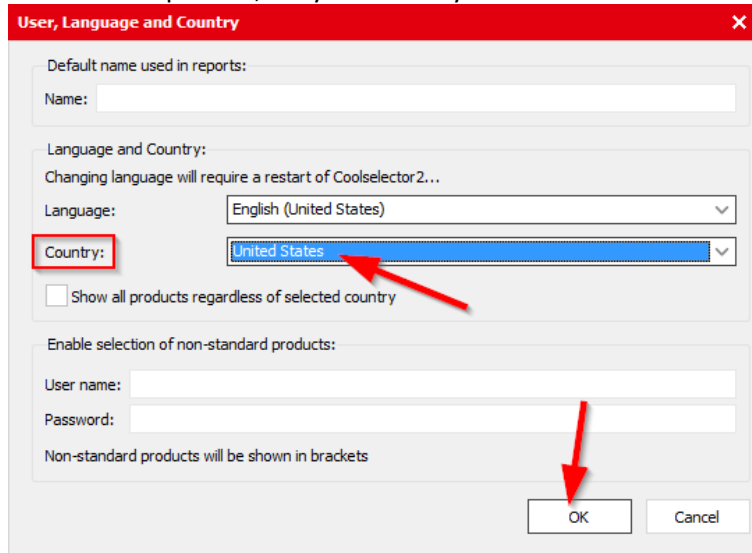 User, Language and Country
Default name used in reports:
Name:
Language and Country:
Changing language will require a restart of Coolselector2...
Language: English (United States)
Country: United States
Show all products regardless of selected country
Enable selection of non-standard products:
User name:
Password:
Non-standard products will be shown in brackets
OK Cancel